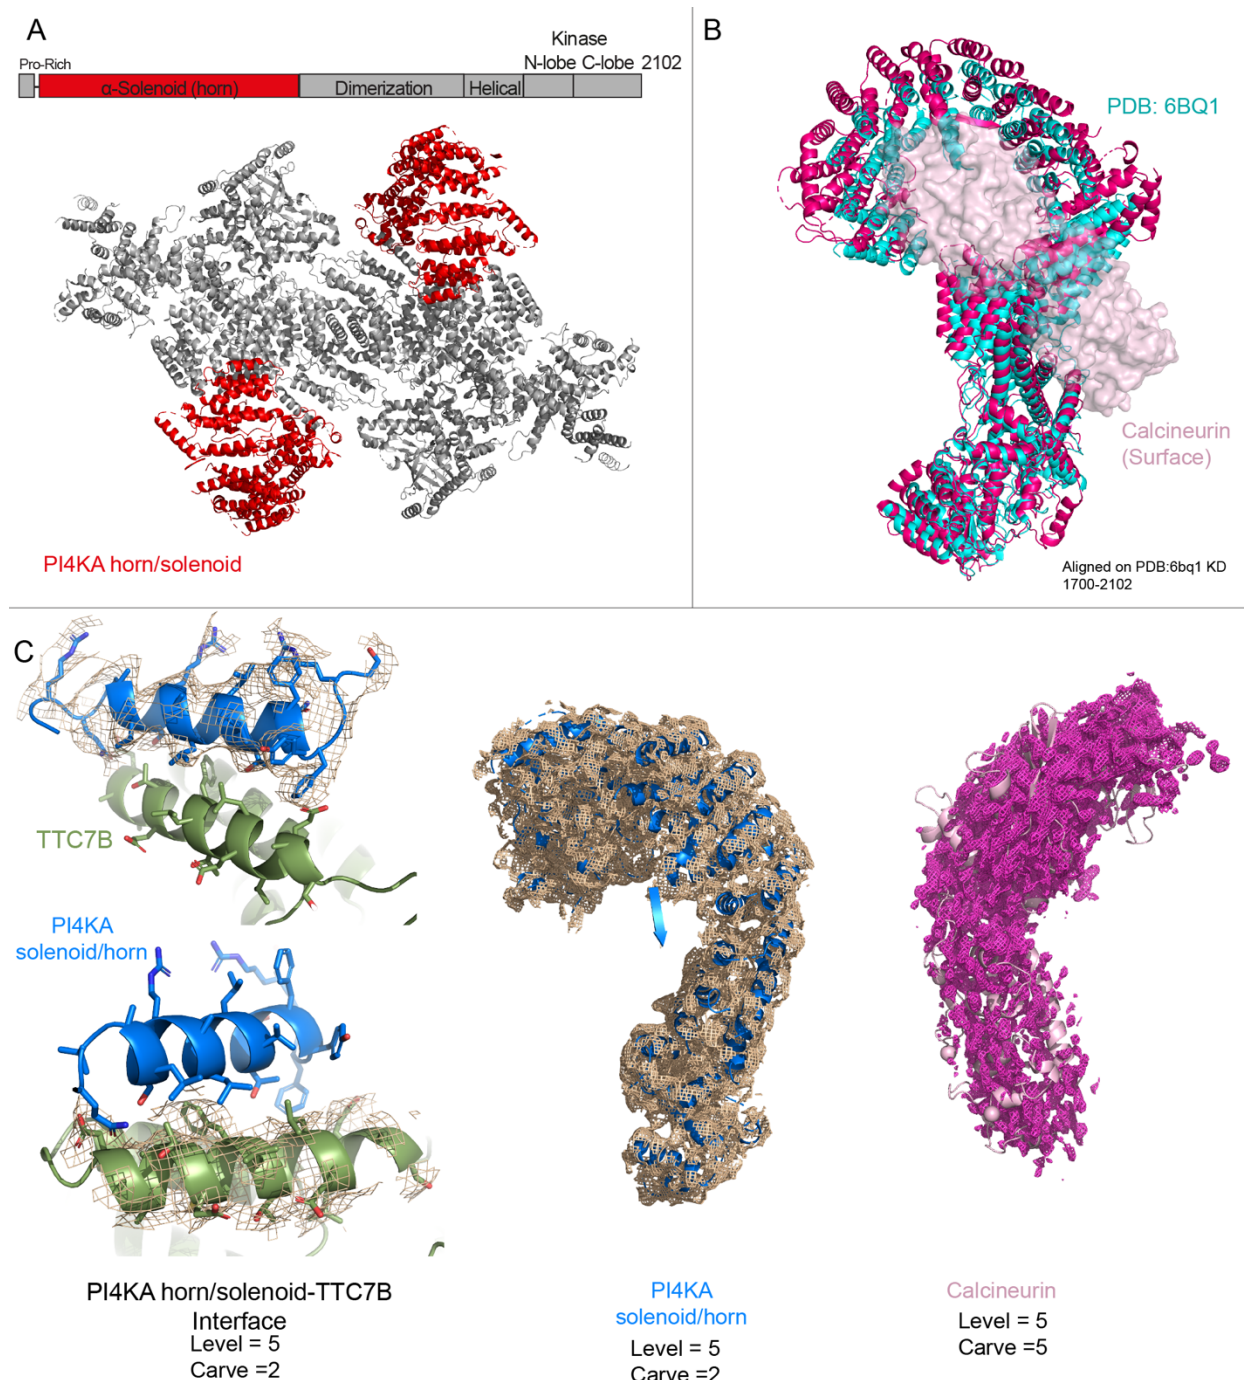 A
Kinase
Pro-Rich
N-lobe C-lobe 2102
α-Solenoid (horn)
Dimerization
Helical
PI4KA horn/solenoid
B
PDB: 6BQ1
Calcineurin
(Surface)
Aligned on PDB:6bq1 KD
1700-2102
C
TTC7B
PI4KA
solenoid/horn
PI4KA horn/solenoid-TTC7B
Interface
Level = 5
Carve =2
PI4KA
solenoid/horn
Level = 5
Carve =2
Calcineurin
Level = 5
Carve =5